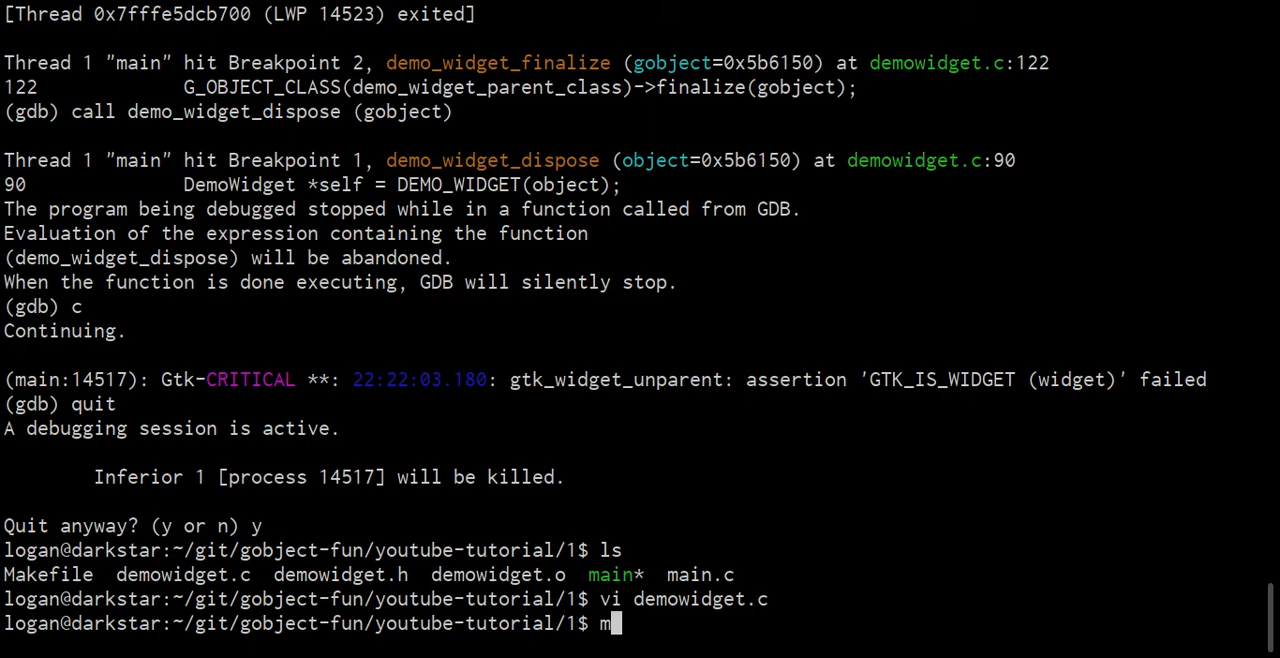 [Thread 0x7fffe5dcb700 (LWP 14523) exited]
Thread 1 "main" hit Breakpoint 2, demo_widget_finalize (gobject=0x5b6150) at demowidget.c:122
122             G_OBJECT_CLASS(demo_widget_parent_class)->finalize(gobject);
(gdb) call demo_widget_dispose (gobject)
Thread 1 "main" hit Breakpoint 1, demo_widget_dispose (object=0x5b6150) at demowidget.c:90
90              DemoWidget *self = DEMO_WIDGET(object);
The program being debugged stopped while in a function called from GDB.
Evaluation of the expression containing the function
(demo_widget_dispose) will be abandoned.
When the function is done executing, GDB will silently stop.
(gdb) c
Continuing.
(main:14517): Gtk-CRITICAL **: 22:22:03.180: gtk_widget_unparent: assertion 'GTK_IS_WIDGET (widget)' failed
(gdb) quit
A debugging session is active.
        Inferior 1 [process 14517] will be killed.
Quit anyway? (y or n) y
logan@darkstar:~/git/gobject-fun/youtube-tutorial/1$ ls
Makefile  demowidget.c  demowidget.h  demowidget.o  main*  main.c
logan@darkstar:~/git/gobject-fun/youtube-tutorial/1$ vi demowidget.c
logan@darkstar:~/git/gobject-fun/youtube-tutorial/1$ m